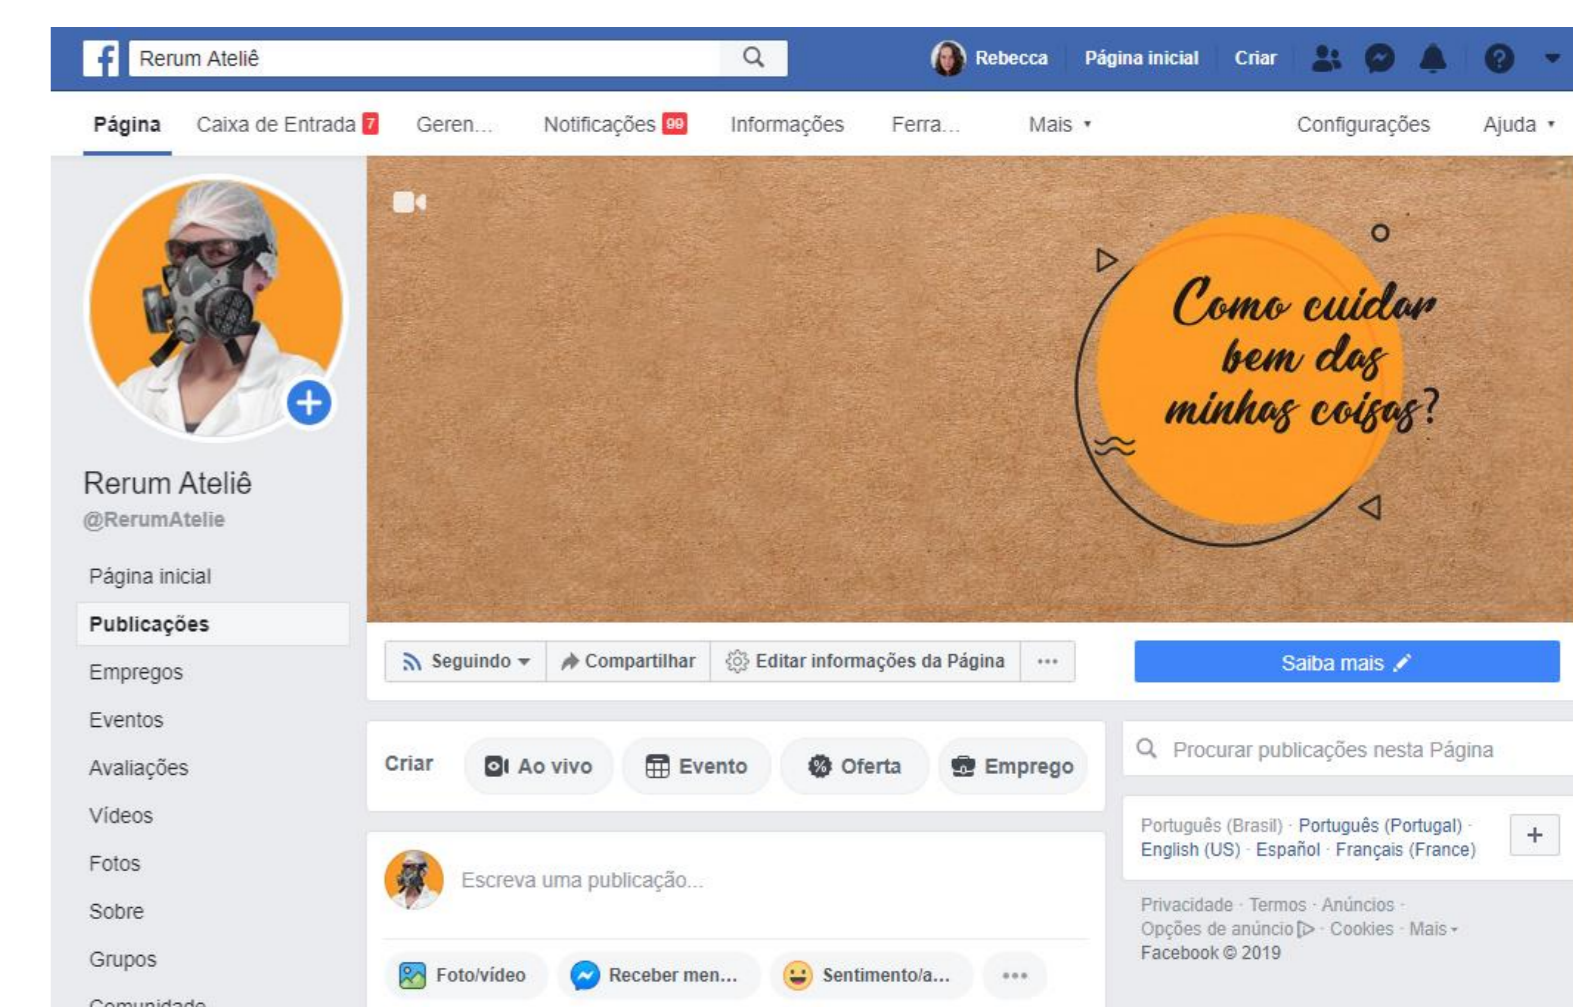 Rerum Ateliê
Rebecca Página inicial Criar
Página Caixa de Entrada 7 Geren... Notificações 99 Informações Ferra... Mais Configurações Ajuda
Como cuidar
bem das
minhas coisas?
Rerum Ateliê
@RerumAtelie
Página inicial
Publicações
Empregos
Eventos
Avaliações
Vídeos
Fotos
Sobre
Grupos
Comunidade
Seguindo Compartilhar Editar informações da Página ...
Saiba mais
Criar Ao vivo Evento Oferta Emprego
Escreva uma publicação...
Foto/vídeo Receber men... Sentimento/a... ...
Procurar publicações nesta Página
Português (Brasil) · Português (Portugal) ·
English (US) · Español · Français (France)
Privacidade · Termos · Anúncios ·
Opções de anúncio · Cookies · Mais
Facebook © 2019